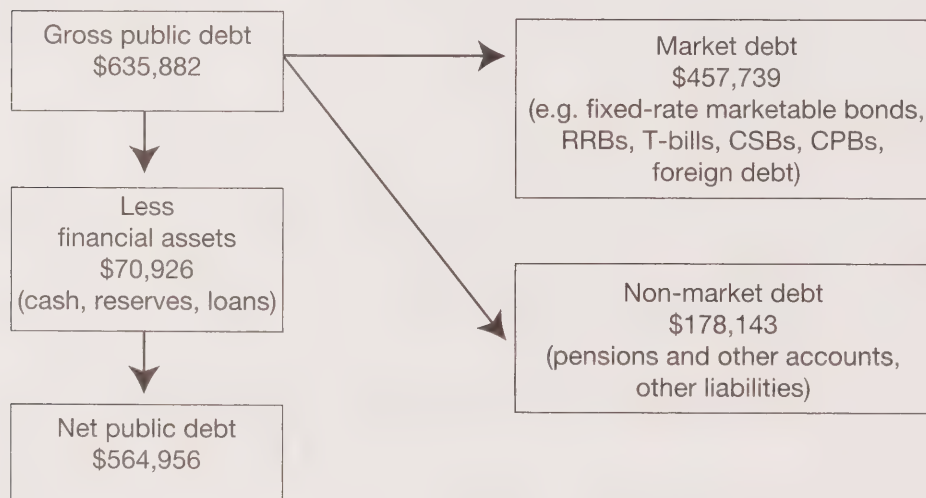 Gross public debt
$635,882
Less
financial assets
$70,926
(cash, reserves, loans)
Net public debt
$564,956
Market debt
$457,739
(e.g. fixed-rate marketable bonds,
RRBs, T-bills, CSBs, CPBs,
foreign debt)
Non-market debt
$178,143
(pensions and other accounts,
other liabilities)